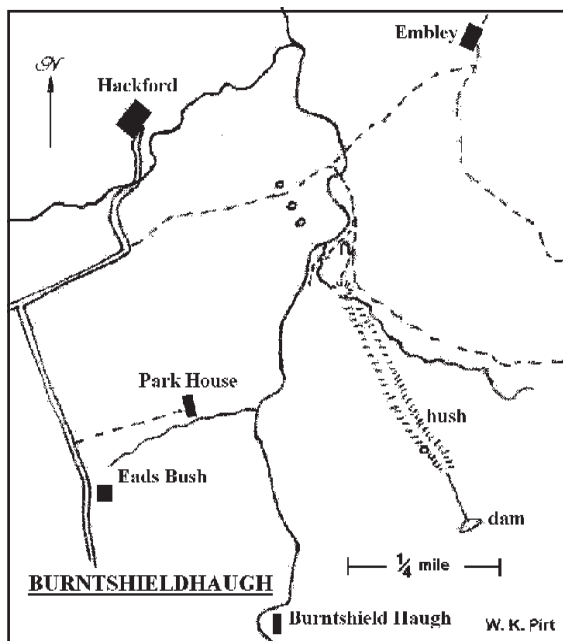 Embley
N
Hackford
Park House
hush
Eads Bush
dam
1/4 mile
BURNTSHIELDHAUGH
Burntshield Haugh
W. K. Pirt